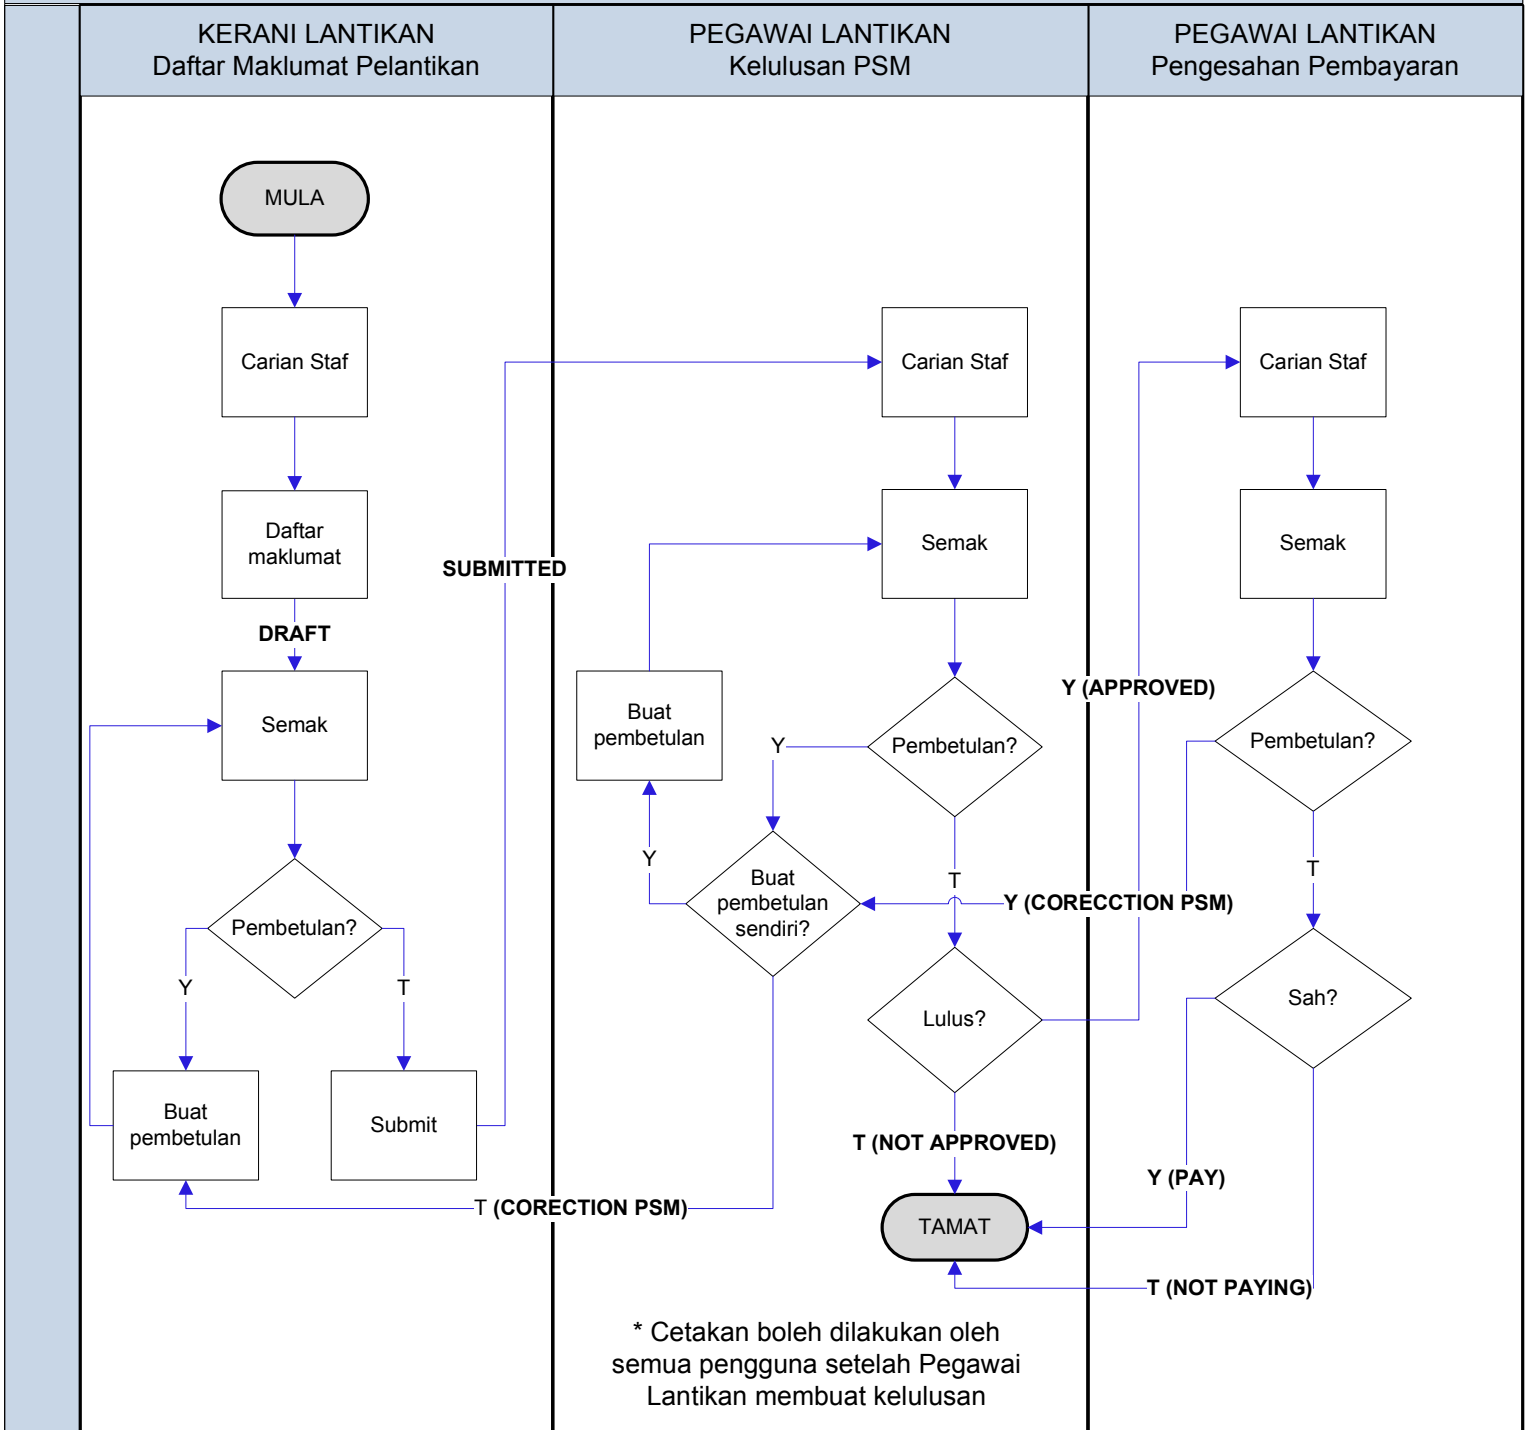 KERANI LANTIKAN
Daftar Maklumat Pelantikan
PEGAWAI LANTIKAN
Kelulusan PSM
PEGAWAI LANTIKAN
Pengesahan Pembayaran
MULA
Carian Staf
Daftar
maklumat
DRAFT
Semak
Pembetulan?
Y
T
Buat
pembetulan
Submit
SUBMITTED
Carian Staf
Semak
Buat
pembetulan
Pembetulan?
Y
Y
T
Buat
pembetulan
sendiri?
Lulus?
T (NOT APPROVED)
T (CORECTION PSM)
TAMAT
Y (APPROVED)
Carian Staf
Semak
Pembetulan?
Y (CORECCTION PSM)
T
Sah?
Y (PAY)
T (NOT PAYING)
* Cetakan boleh dilakukan oleh
semua pengguna setelah Pegawai
Lantikan membuat kelulusan